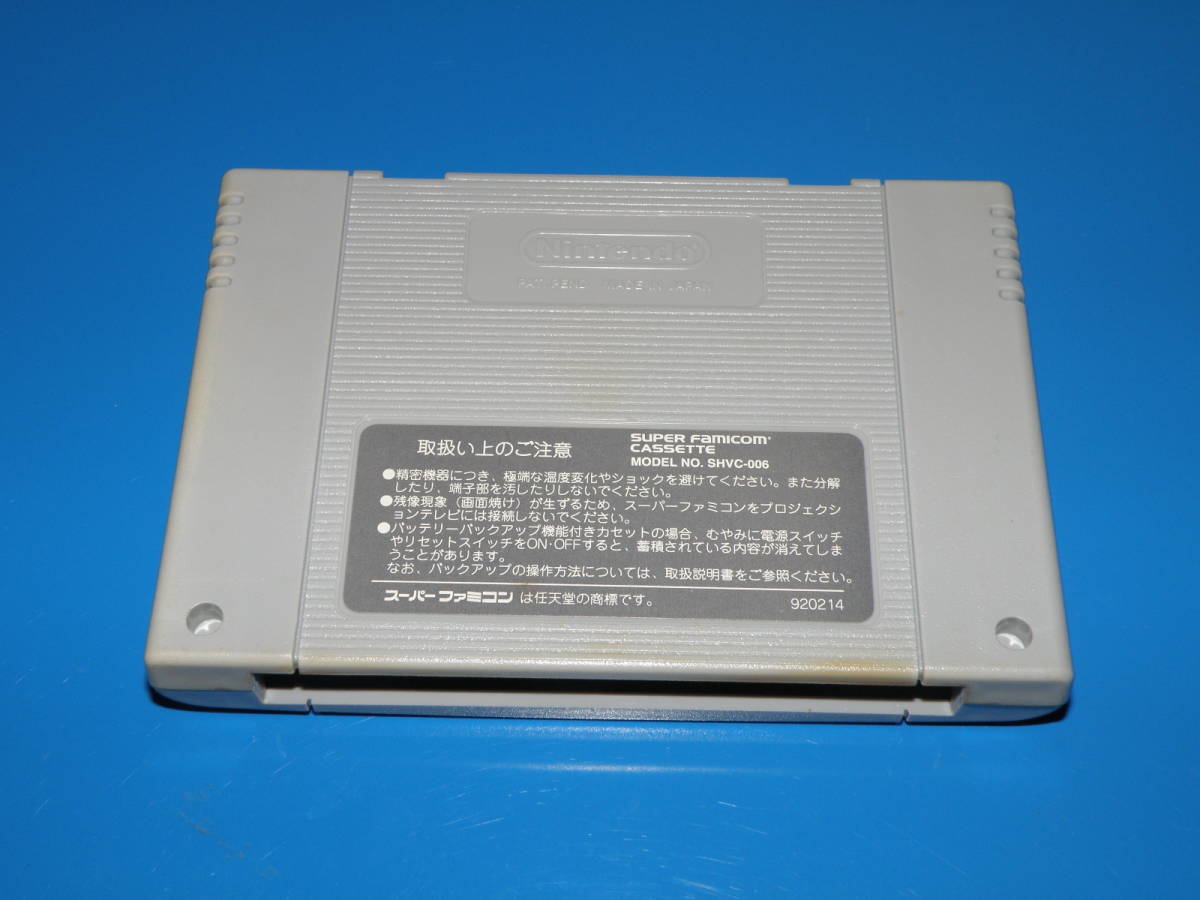 Nintendo
PAT. PEND. MADE IN JAPAN
取扱い上のご注意
SUPER FAMICOM
CASSETTE
MODEL NO. SHVC-006
●精密機器につき、極端な温度変化やショックを避けてください。また分解
したり、端子部を汚したりしないでください。
●残像現象(画面焼け)が生ずるため、スーパーファミコンをプロジェクシ
ョンテレビには接続しないでください。
●バッテリーバックアップ機能付きカセットの場合、むやみに電源スイッチ
やリセットスイッチをON・OFFすると、蓄積されている内容が消えてしま
うことがあります。
なお、バックアップの操作方法については、取扱説明書をご参照ください。
スーパーファミコンは任天堂の商標です。
920214